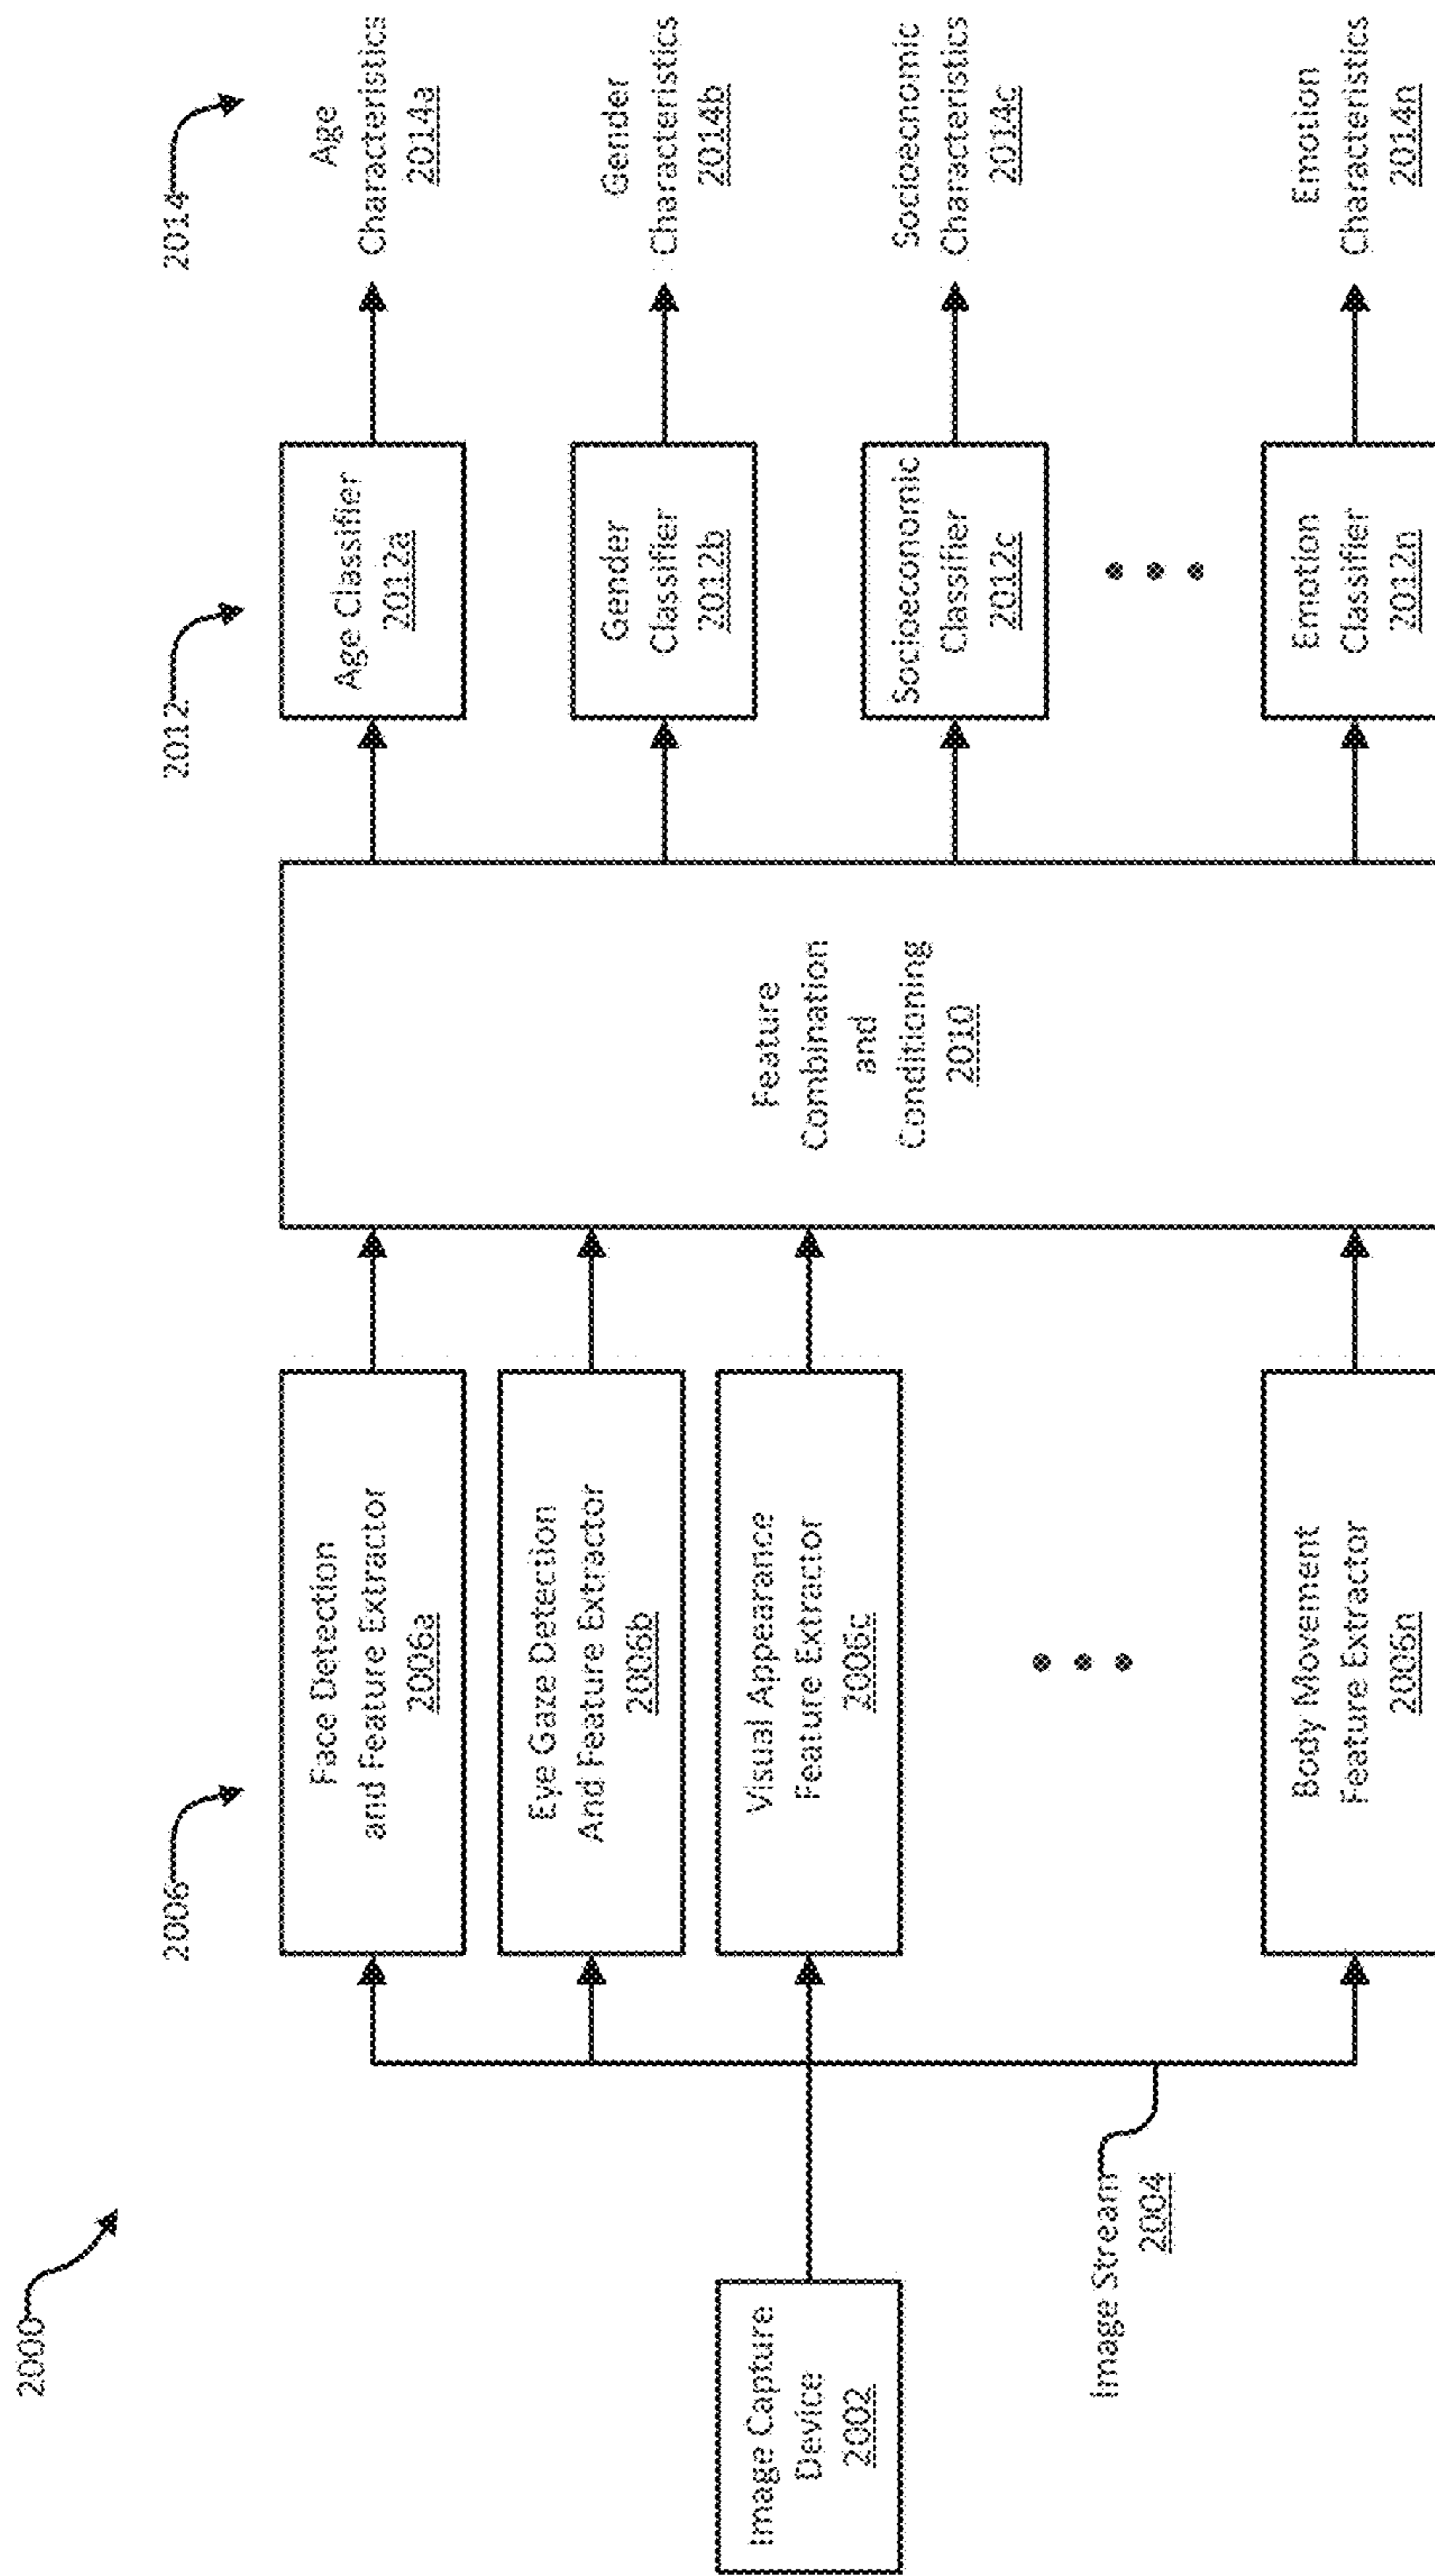 2000
Image Capture
Device
2002
Image Stream
2004
2006
Face Detection
and Feature Extractor
2006a
Eye Gaze Detection
And Feature Extractor
2006b
Visual Appearance
Feature Extractor
2006c
Body Movement
Feature Extractor
2006n
Feature
Combination
and
Conditioning
2010
2012
Age Classifier
2012a
Gender
Classifier
2012b
Socioeconomic
Classifier
2012c
Emotion
Classifier
2012n
2014
Age
Characteristics
2014a
Gender
Characteristics
2014b
Socioecnomic
Characteristics
2014c
Emotion
Characteristics
2014n